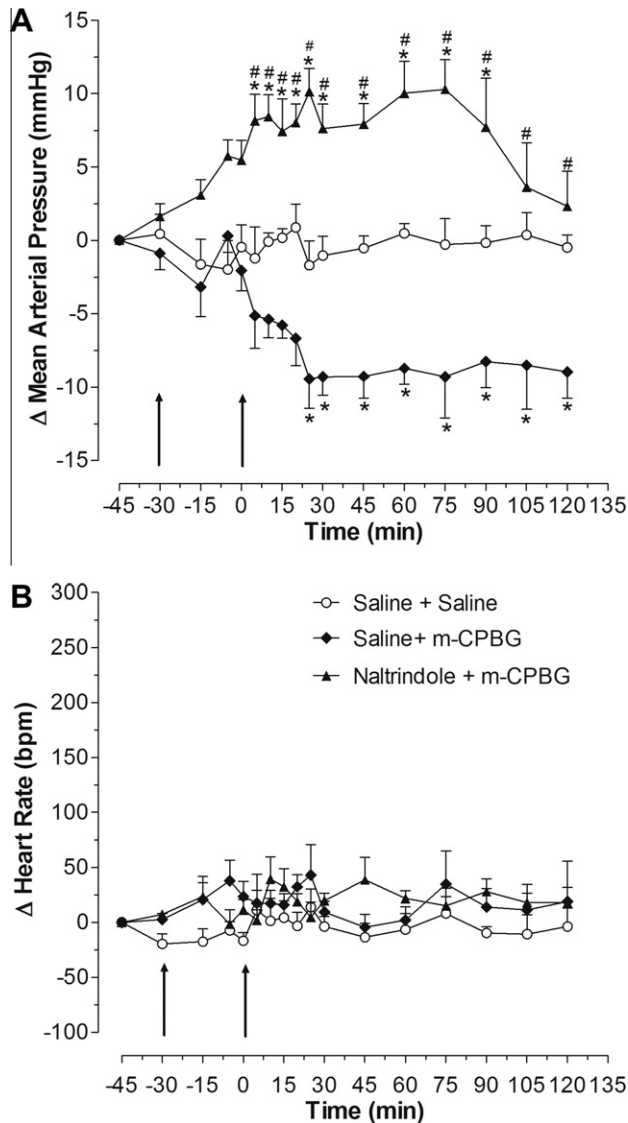 A
Δ Mean Arterial Pressure (mmHg)
15
10
5
0
-5
-10
-15
# # # # # # # # # # # #
* * * * * * * * * *
* * * * * * * *
-45 -30 -15 0 15 30 45 60 75 90 105 120 135
Time (min)
B
Δ Heart Rate (bpm)
300
250
200
150
100
50
0
-50
-100
Saline + Saline
Saline+ m-CPBG
Naltrindole + m-CPBG
-45 -30 -15 0 15 30 45 60 75 90 105 120 135
Time (min)